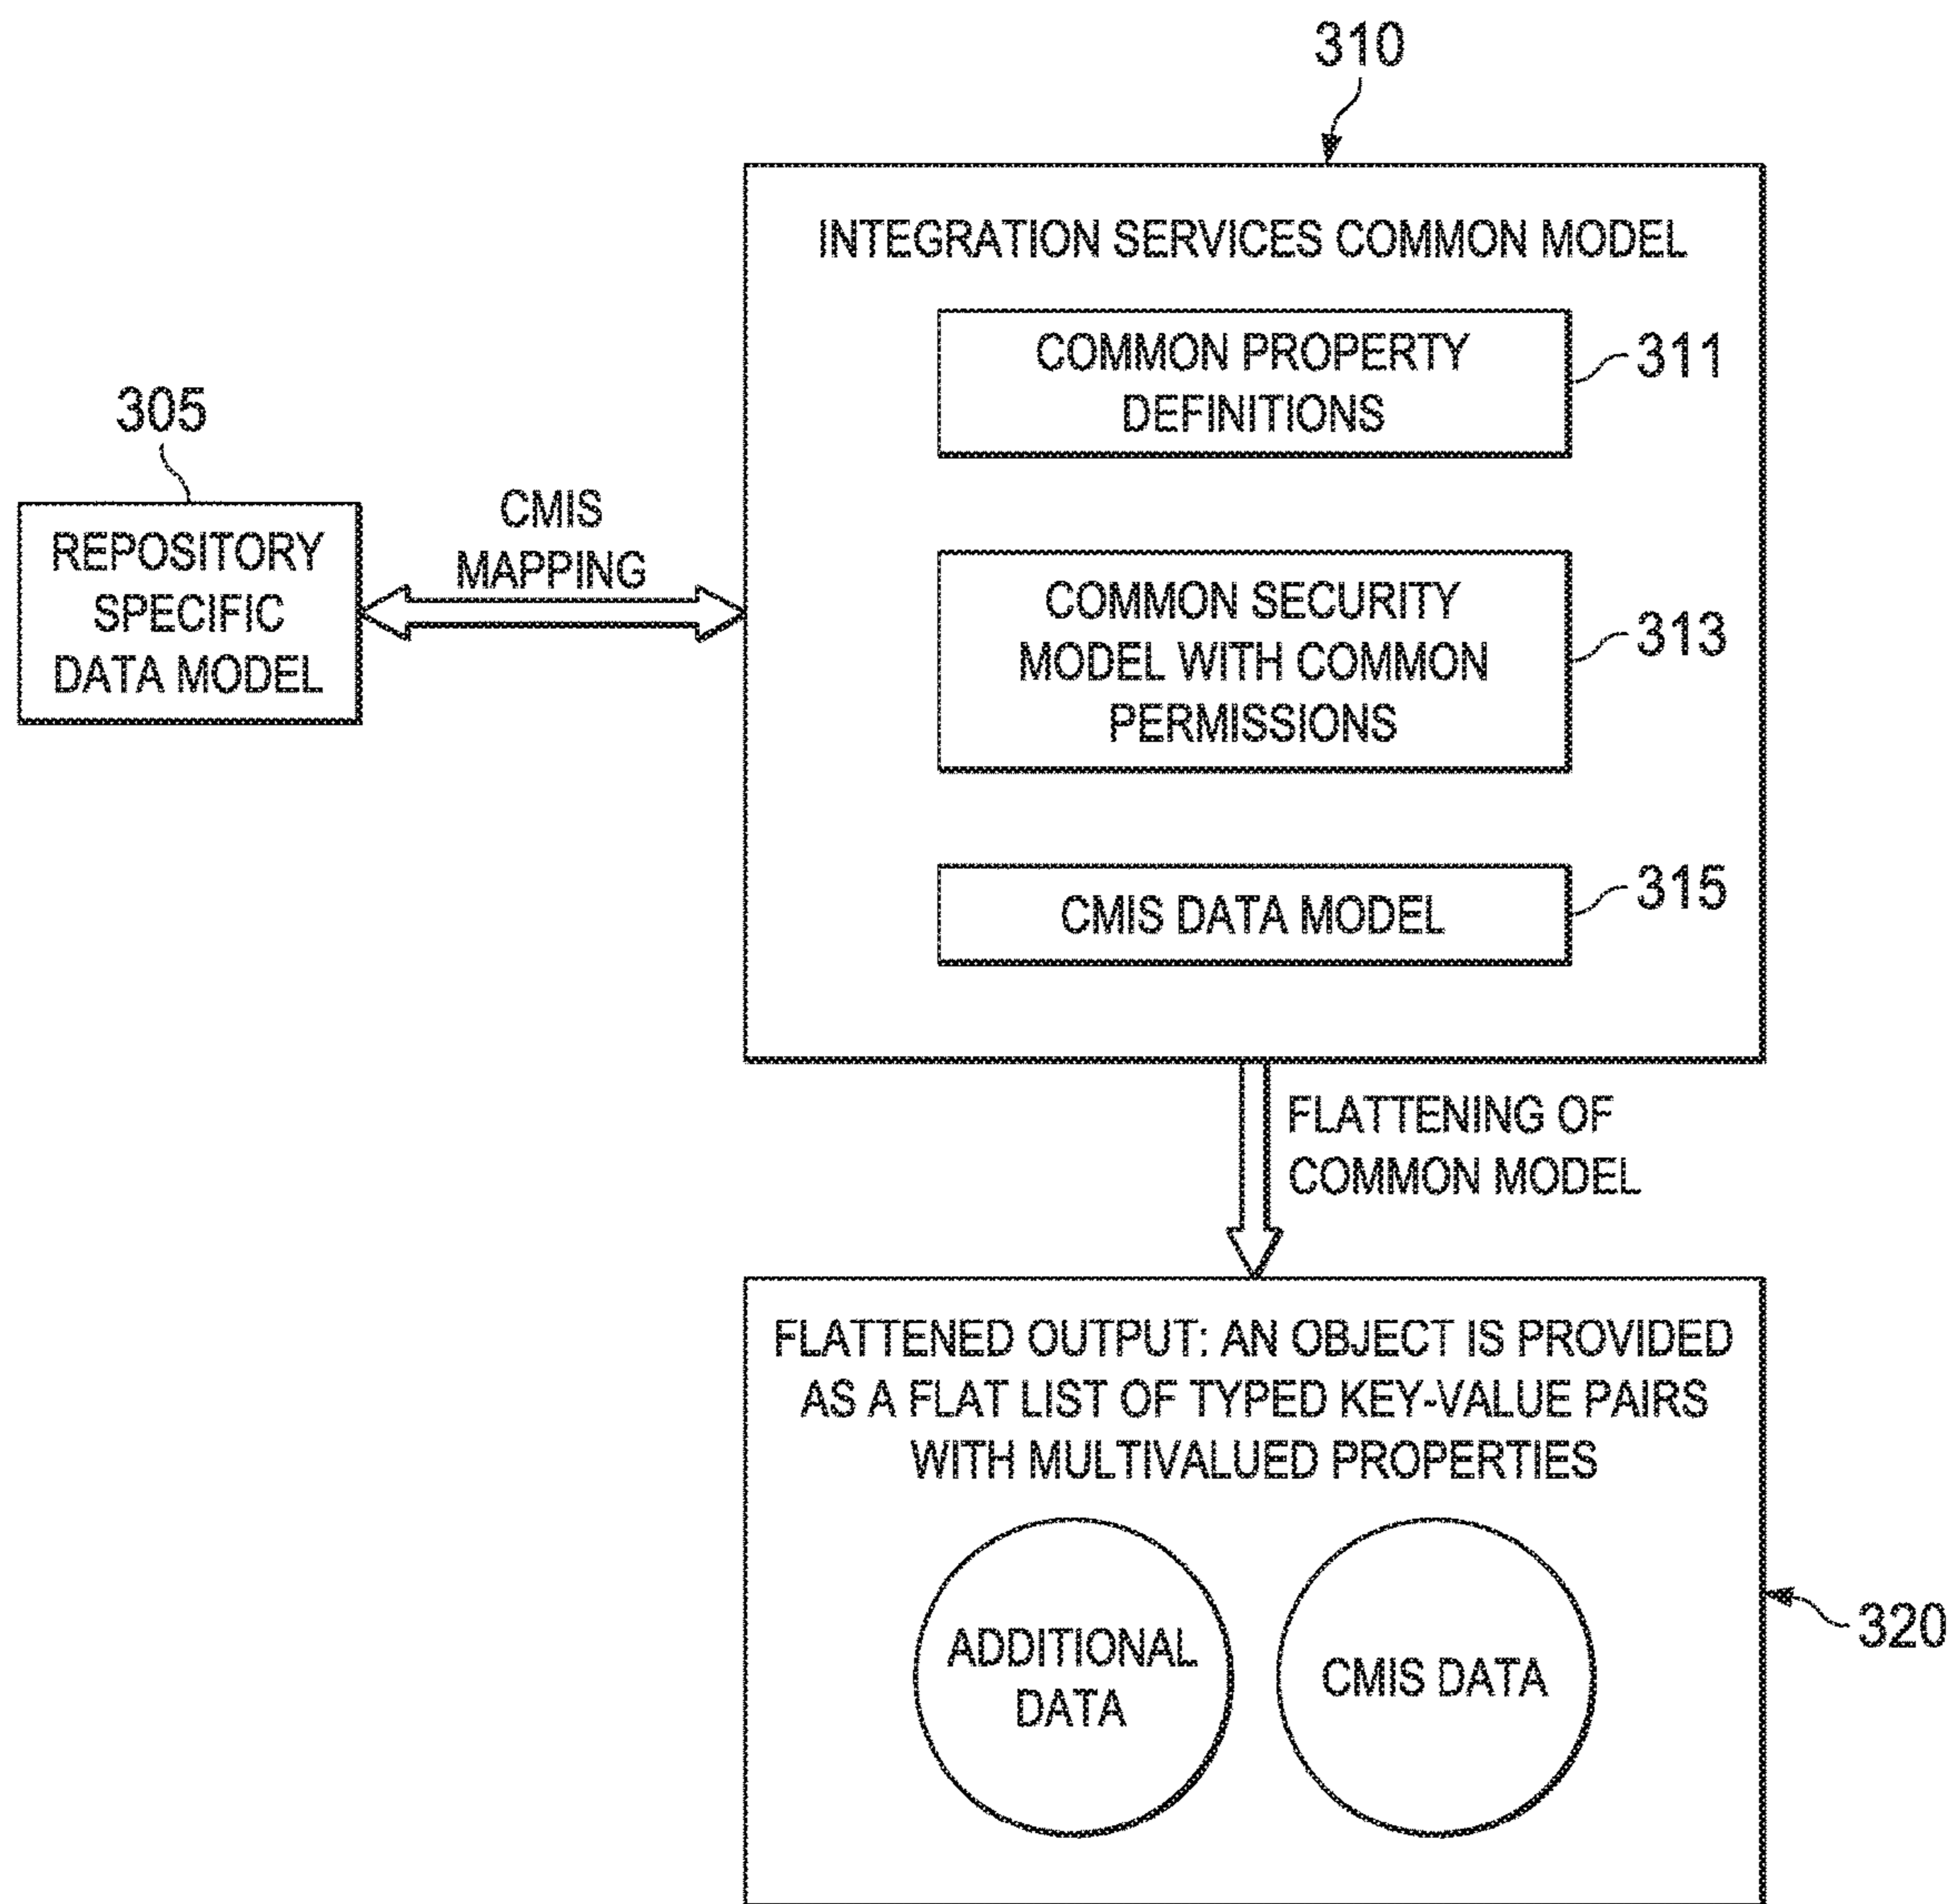 310
INTEGRATION SERVICES COMMON MODEL
COMMON PROPERTY
DEFINITIONS
311
305
REPOSITORY
SPECIFIC
DATA MODEL
CMIS
MAPPING
COMMON SECURITY
MODEL WITH COMMON
PERMISSIONS
313
CMIS DATA MODEL
315
FLATTENING OF
COMMON MODEL
FLATTENED OUTPUT: AN OBJECT IS PROVIDED
AS A FLAT LIST OF TYPED KEY-VALUE PAIRS
WITH MULTIVALUED PROPERTIES
ADDITIONAL
DATA
CMIS DATA
320